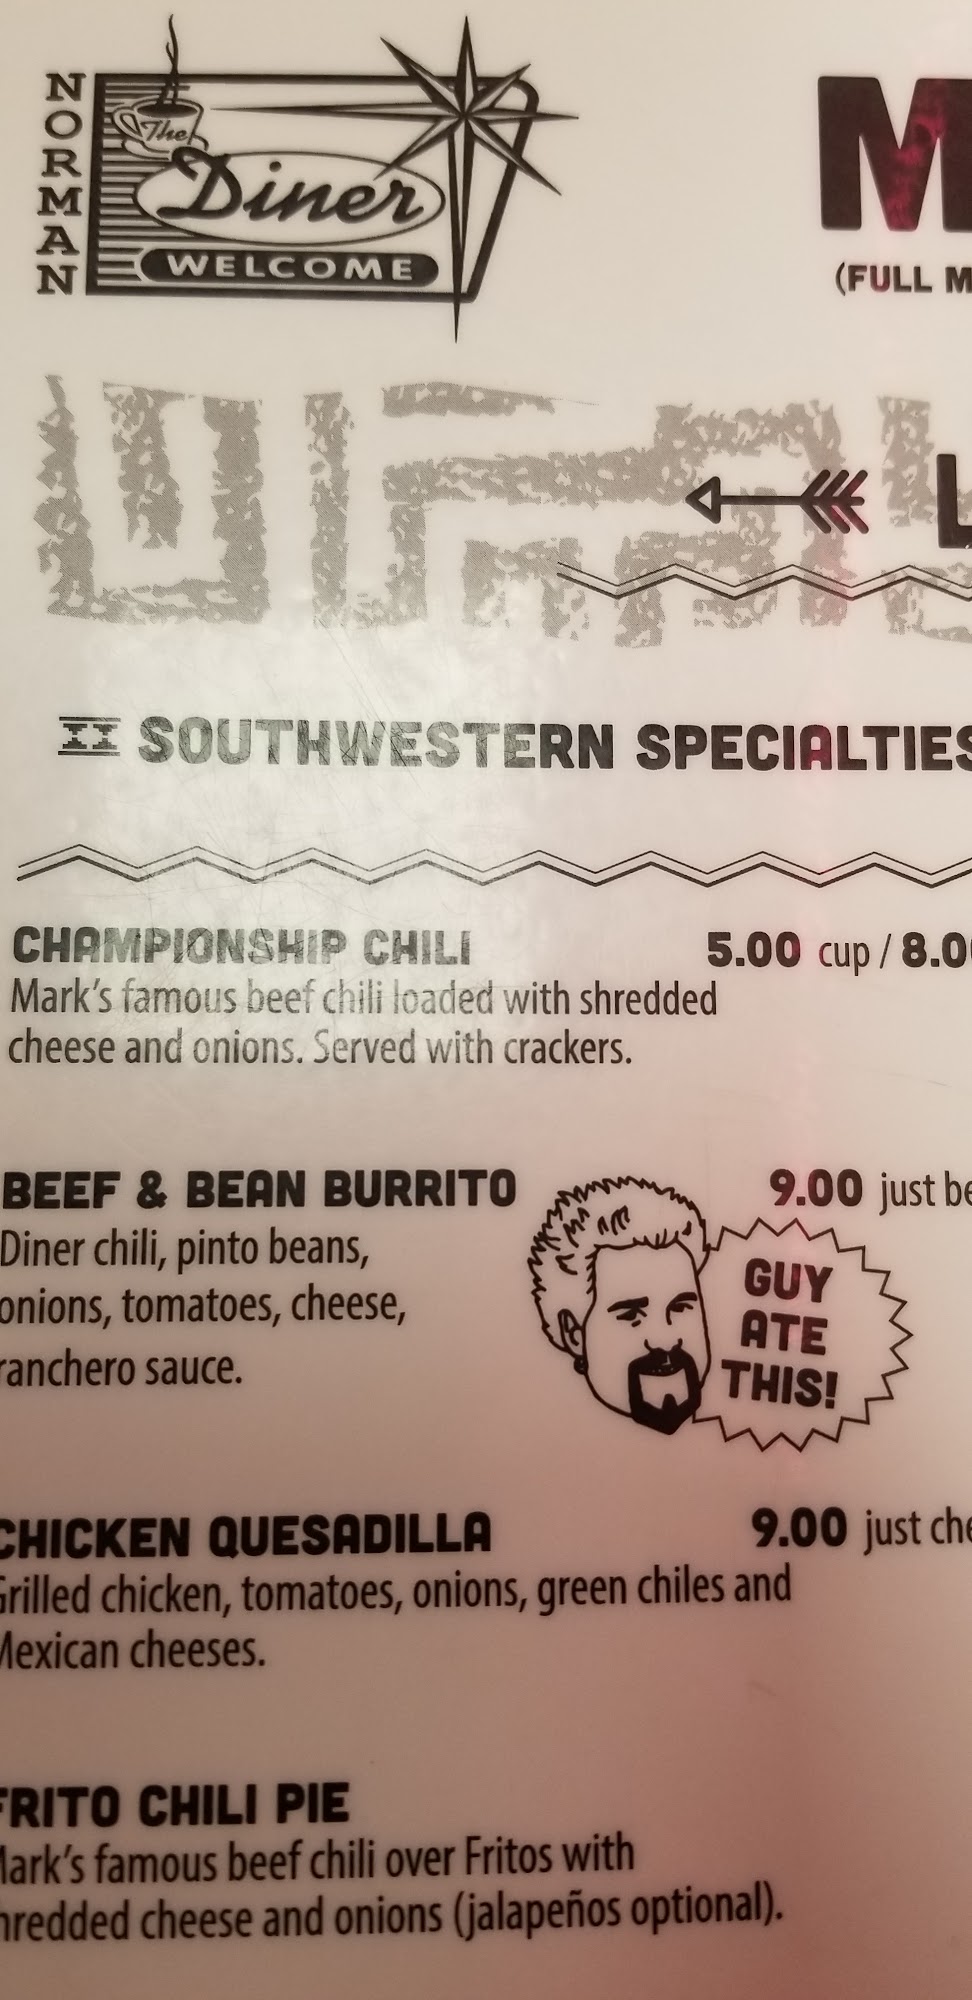 NORMAN
The
Diner
WELCOME
(FULL
SOUTHWESTERN SPECIALTIES
CHAMPIONSHIP CHILI 5.00 cup / 8.0
Mark's famous beef chili loaded with shredded
cheese and onions. Served with crackers.
BEEF & BEAN BURRITO 9.00 just
Diner chili, pinto beans,
onions, tomatoes, cheese,
ranchero sauce.
GUY
ATE
THIS!
CHICKEN QUESADILLA 9.00 just
Grilled chicken, tomatoes, onions, green chiles and
Mexican cheeses.
FRITO CHILI PIE
Mark's famous beef chili over Fritos with
shredded cheese and onions (jalapeños optional).